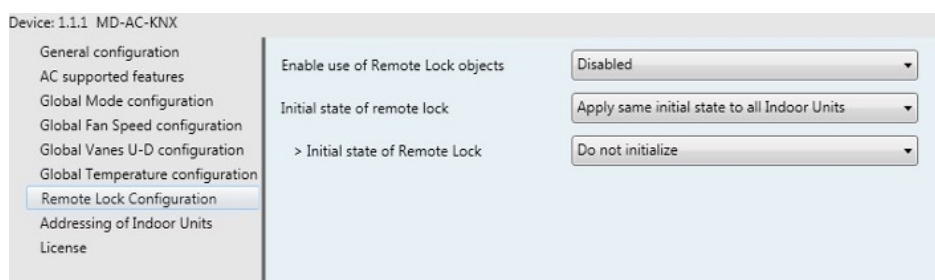 Device: 1.1.1 MD-AC-KNX
General configuration
AC supported features
Global Mode configuration
Global Fan Speed configuration
Global Vanes U-D configuration
Global Temperature configuration
Remote Lock Configuration
Addressing of Indoor Units
License
Enable use of Remote Lock objects
Disabled
Initial state of remote lock
Apply same initial state to all Indoor Units
> Initial state of Remote Lock
Do not initialize